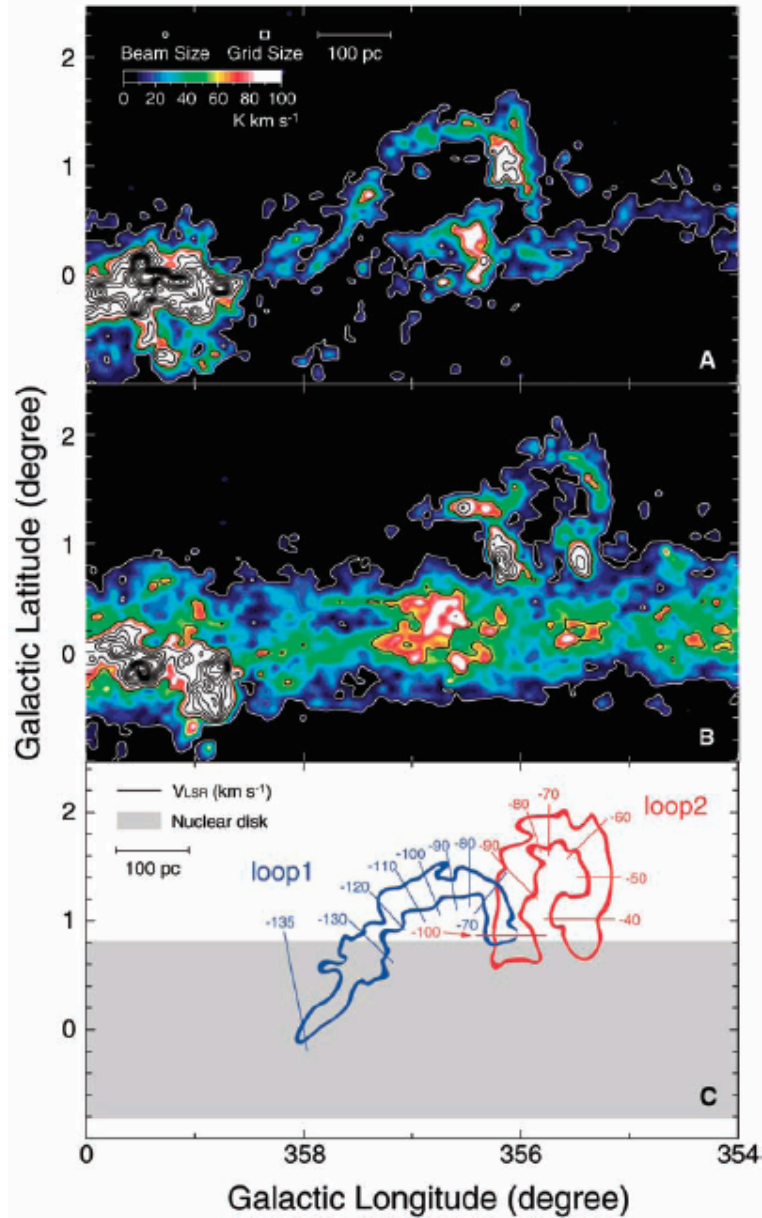 2
Beam Size Grid Size
100 pc
0 20 40 60 80 100
K km s⁻¹
1
0
A
2
1
0
B
Galactic Latitude (degree)
VLSR (km s⁻¹)
Nuclear disk
100 pc
2
1
0
loop1
-135
-130
-120
-110
-100
-90
-80
-70
loop2
-100
-90
-80
-70
-60
-50
-40
C
0 358 356 354
Galactic Longitude (degree)